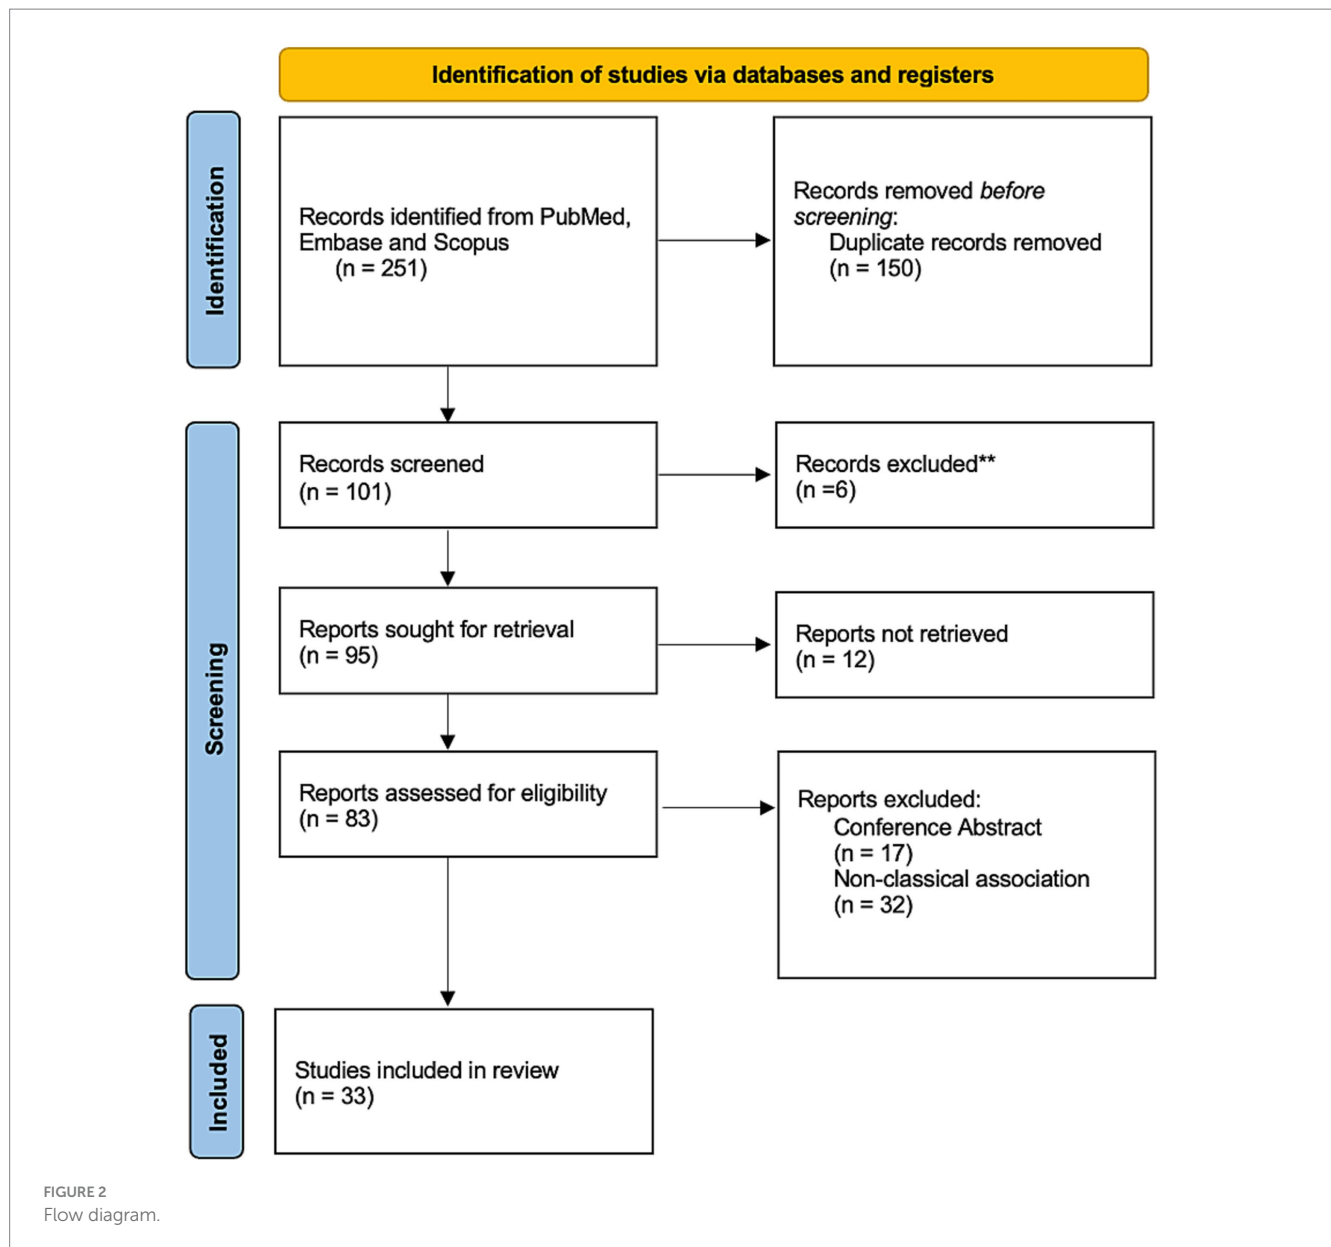 Identification of studies via databases and registers
Identification
Records identified from PubMed,
Embase and Scopus
(n = 251)
Records removed before
screening:
Duplicate records removed
(n = 150)
Screening
Records screened
(n = 101)
Records excluded**
(n =6)
Reports sought for retrieval
(n = 95)
Reports not retrieved
(n = 12)
Reports assessed for eligibility
(n = 83)
Reports excluded:
Conference Abstract
(n = 17)
Non-classical association
(n = 32)
Included
Studies included in review
(n = 33)
FIGURE 2
Flow diagram.